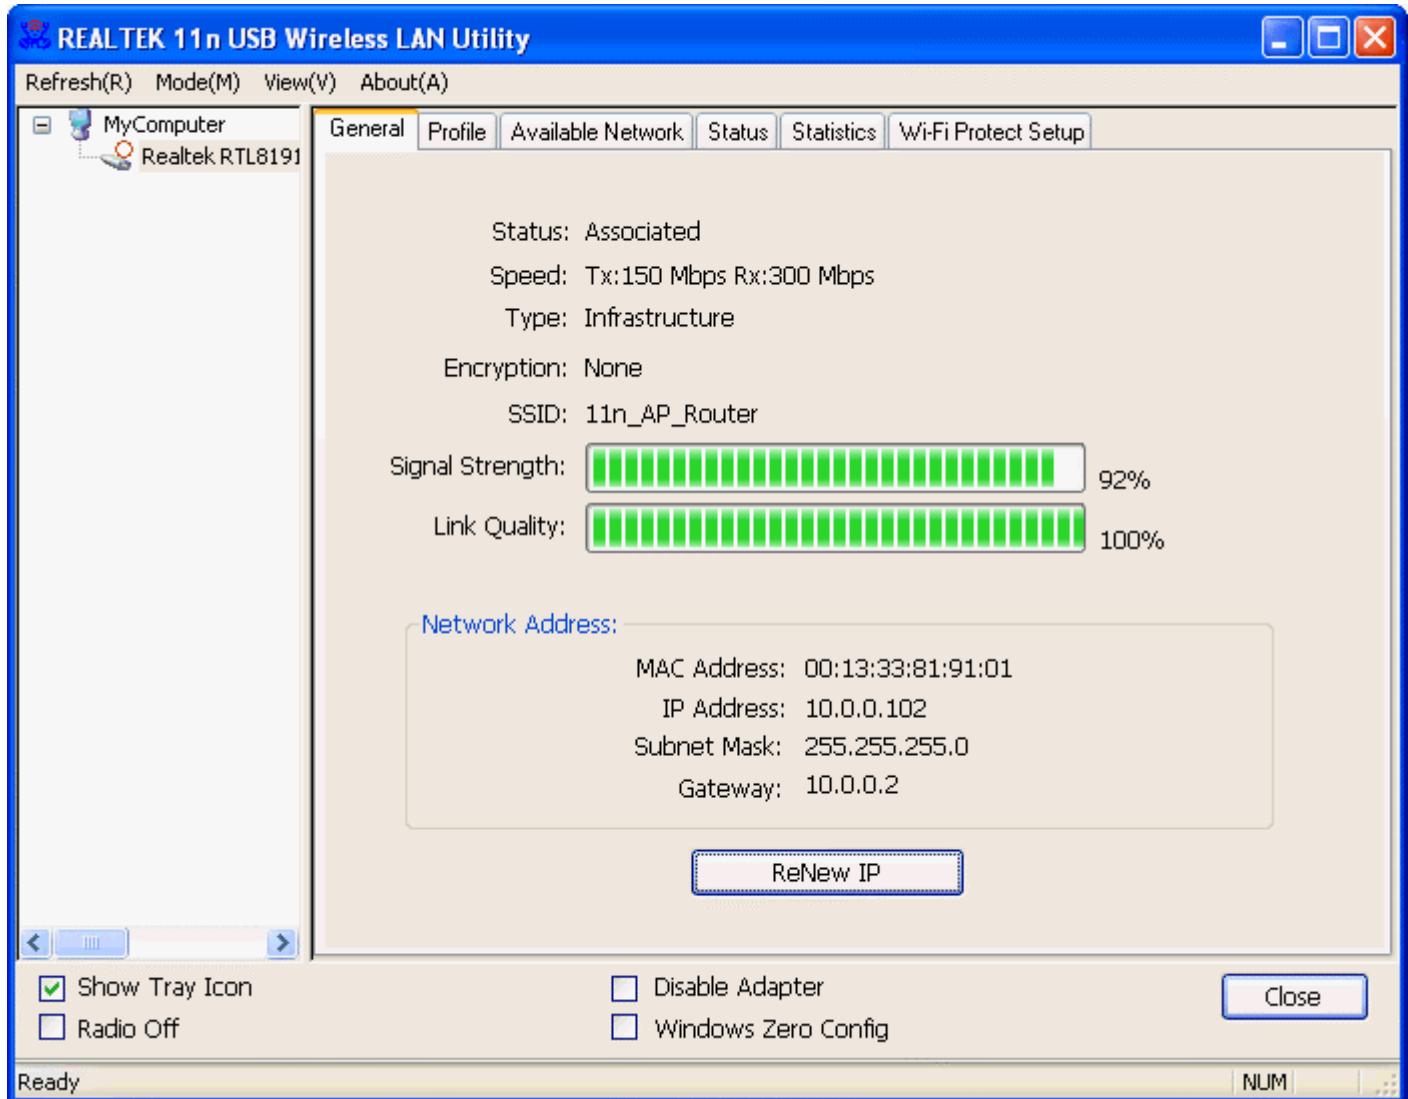 REALTEK 11n USB Wireless LAN Utility
Refresh(R) Mode(M) View(V) About(A)
MyComputer
Realtek RTL8191
General Profile Available Network Status Statistics Wi-Fi Protect Setup
Status: Associated
Speed: Tx:150 Mbps Rx:300 Mbps
Type: Infrastructure
Encryption: None
SSID: 11n_AP_Router
Signal Strength: 92%
Link Quality: 100%
Network Address:
MAC Address: 00:13:33:81:91:01
IP Address: 10.0.0.102
Subnet Mask: 255.255.255.0
Gateway: 10.0.0.2
ReNew IP
Show Tray Icon Disable Adapter Close
Radio Off Windows Zero Config
Ready NUM